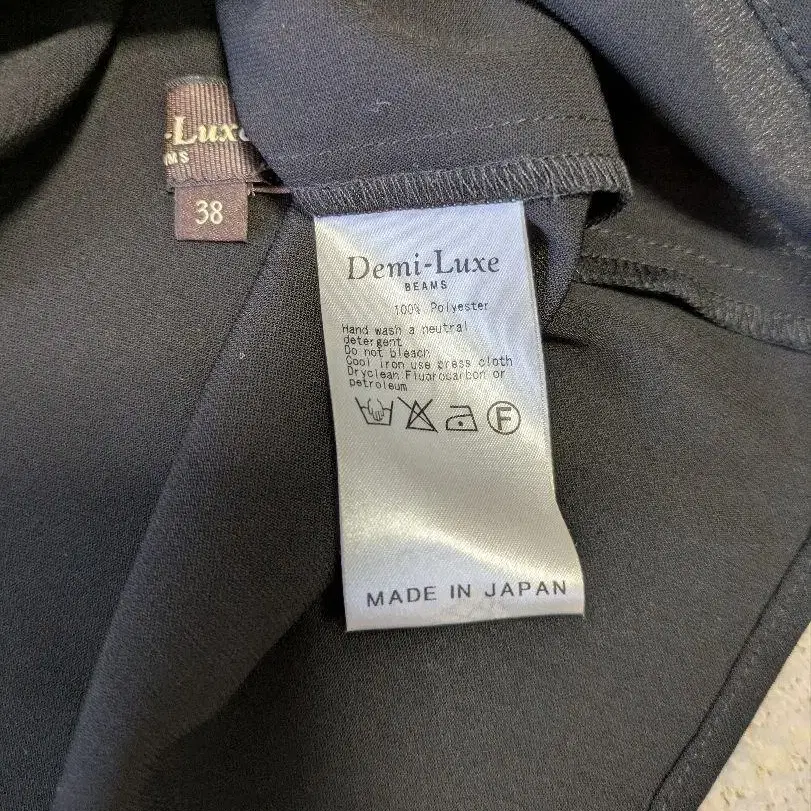 -Luxe
MS
38
Demi-Luxe
BEAMS
100% Polyester
Hand wash a neutral
detergent
Do not bleach
Cool iron use press cloth
Dryclean Fluarocarbon or
petroleum
F
MADE IN JAPAN